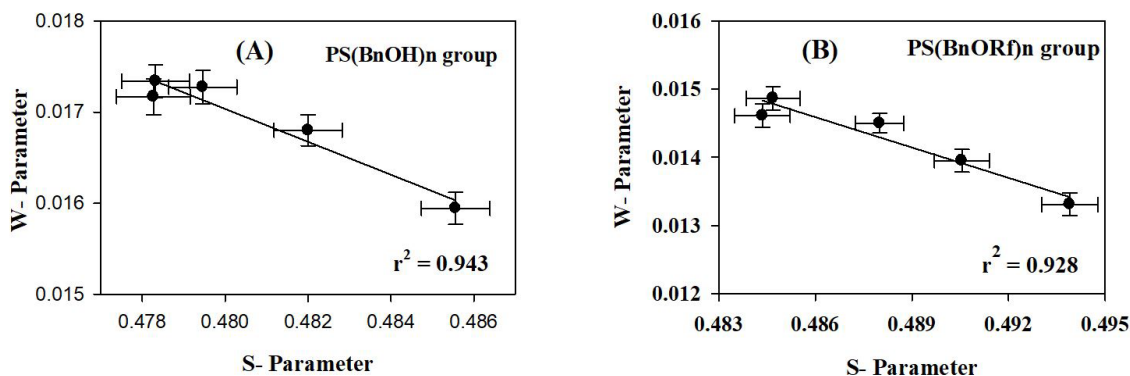 (A)
PS(BnOH)n group
0.018
0.017
0.016
0.015
W- Parameter
r² = 0.943
0.478 0.480 0.482 0.484 0.486
S- Parameter
(B)
PS(BnORf)n group
0.016
0.015
0.014
0.013
0.012
W- Parameter
r² = 0.928
0.483 0.486 0.489 0.492 0.495
S- Parameter